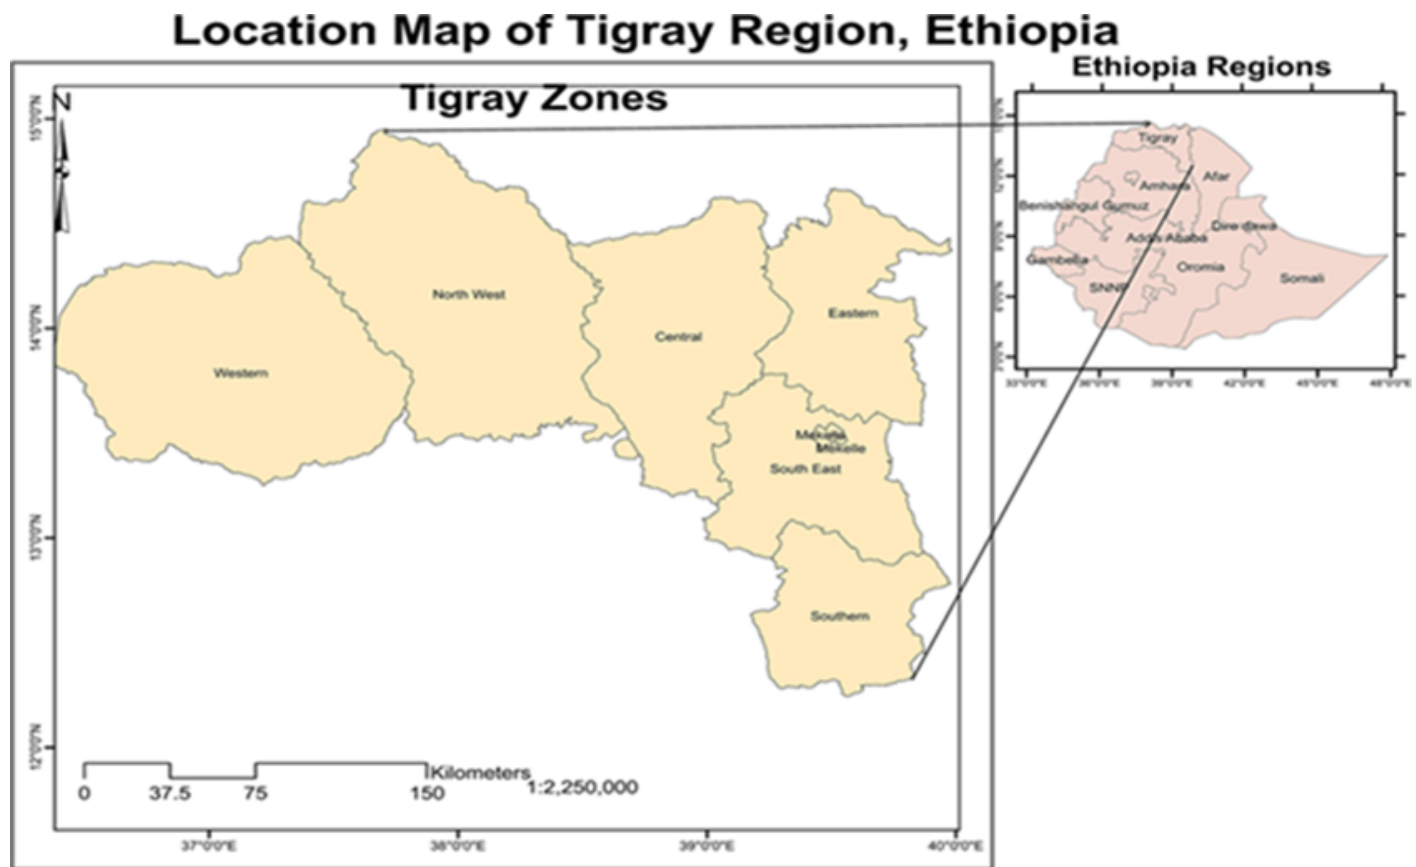 Location Map of Tigray Region, Ethiopia
Ethiopia Regions
Tigray Zones
N
15°0'0"N
14°0'0"N
13°0'0"N
12°0'0"N
North West
Central
Eastern
Western
Mekelle
South East
Southern
0 37.5 75 150 Kilometers
1:2,250,000
37°0'0"E 38°0'0"E 39°0'0"E 40°0'0"E
Tigray
Afar
Amhara
Benishangul Gumuz
Dire dawa
Addis Ababa
Gambella
Oromia
SNNP
Somali
33°0'0"E 36°0'0"E 39°0'0"E 42°0'0"E 45°0'0"E 48°0'0"E